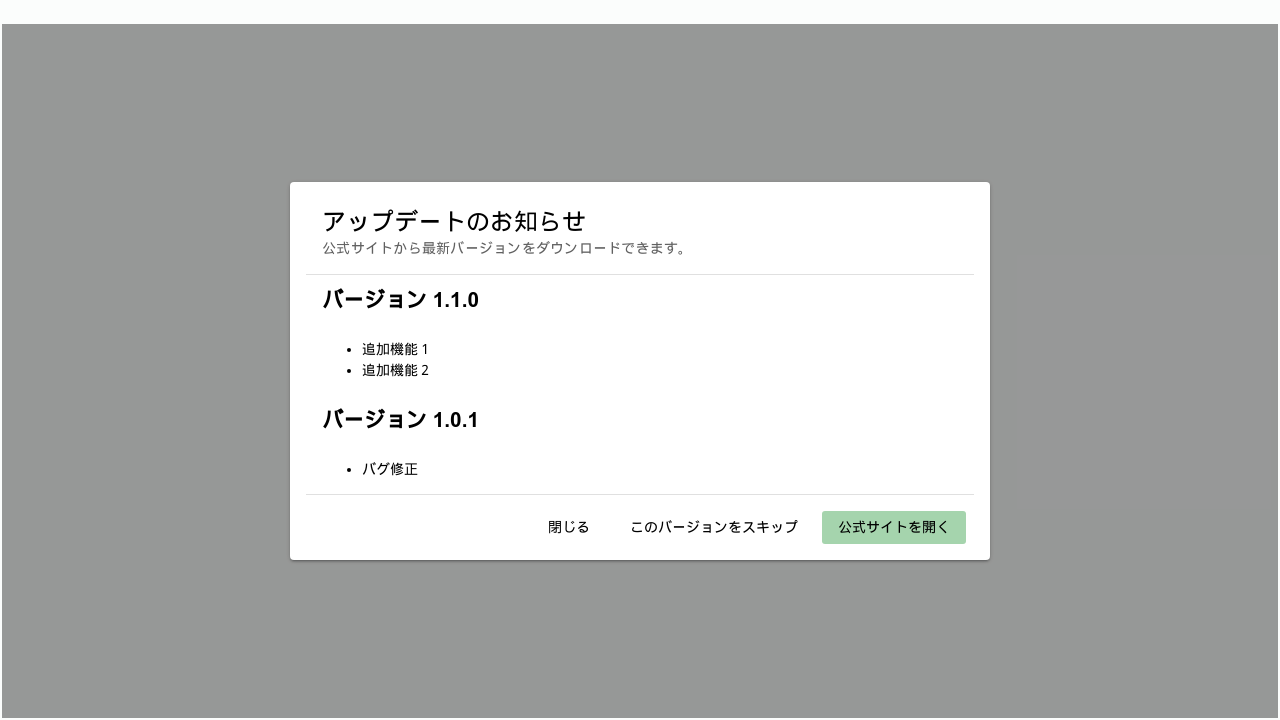 アップデートのお知らせ
公式サイトから最新バージョンをダウンロードできます。
バージョン 1.1.0
• 追加機能 1
• 追加機能 2
バージョン 1.0.1
• バグ修正
閉じる
このバージョンをスキップ
公式サイトを開く